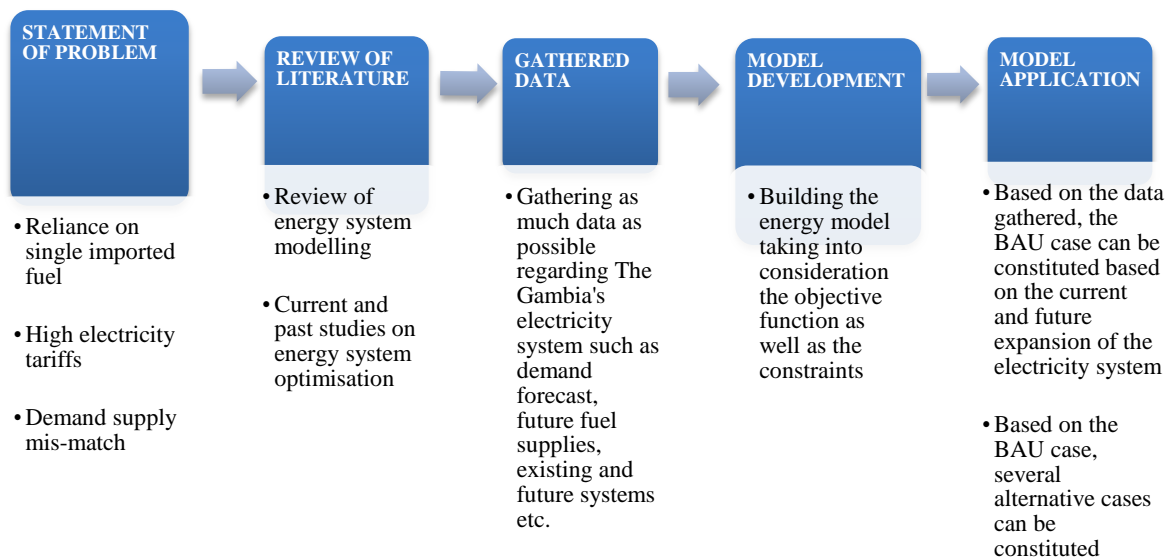 STATEMENT
OF PROBLEM
• Reliance on
single imported
fuel
• High electricity
tariffs
• Demand supply
mis-match
REVIEW OF
LITERATURE
• Review of
energy system
modelling
• Current and
past studies on
energy system
optimisation
GATHERED
DATA
• Gathering as
much data as
possible
regarding The
Gambia's
electricity
system such as
demand
forecast,
future fuel
supplies,
existing and
future systems
etc.
MODEL
DEVELOPMENT
• Building the
energy model
taking into
consideration
the objective
function as
well as the
constraints
MODEL
APPLICATION
• Based on the data
gathered, the
BAU case can be
constituted based
on the current
and future
expansion of the
electricity system
• Based on the
BAU case,
several
alternative cases
can be
constituted